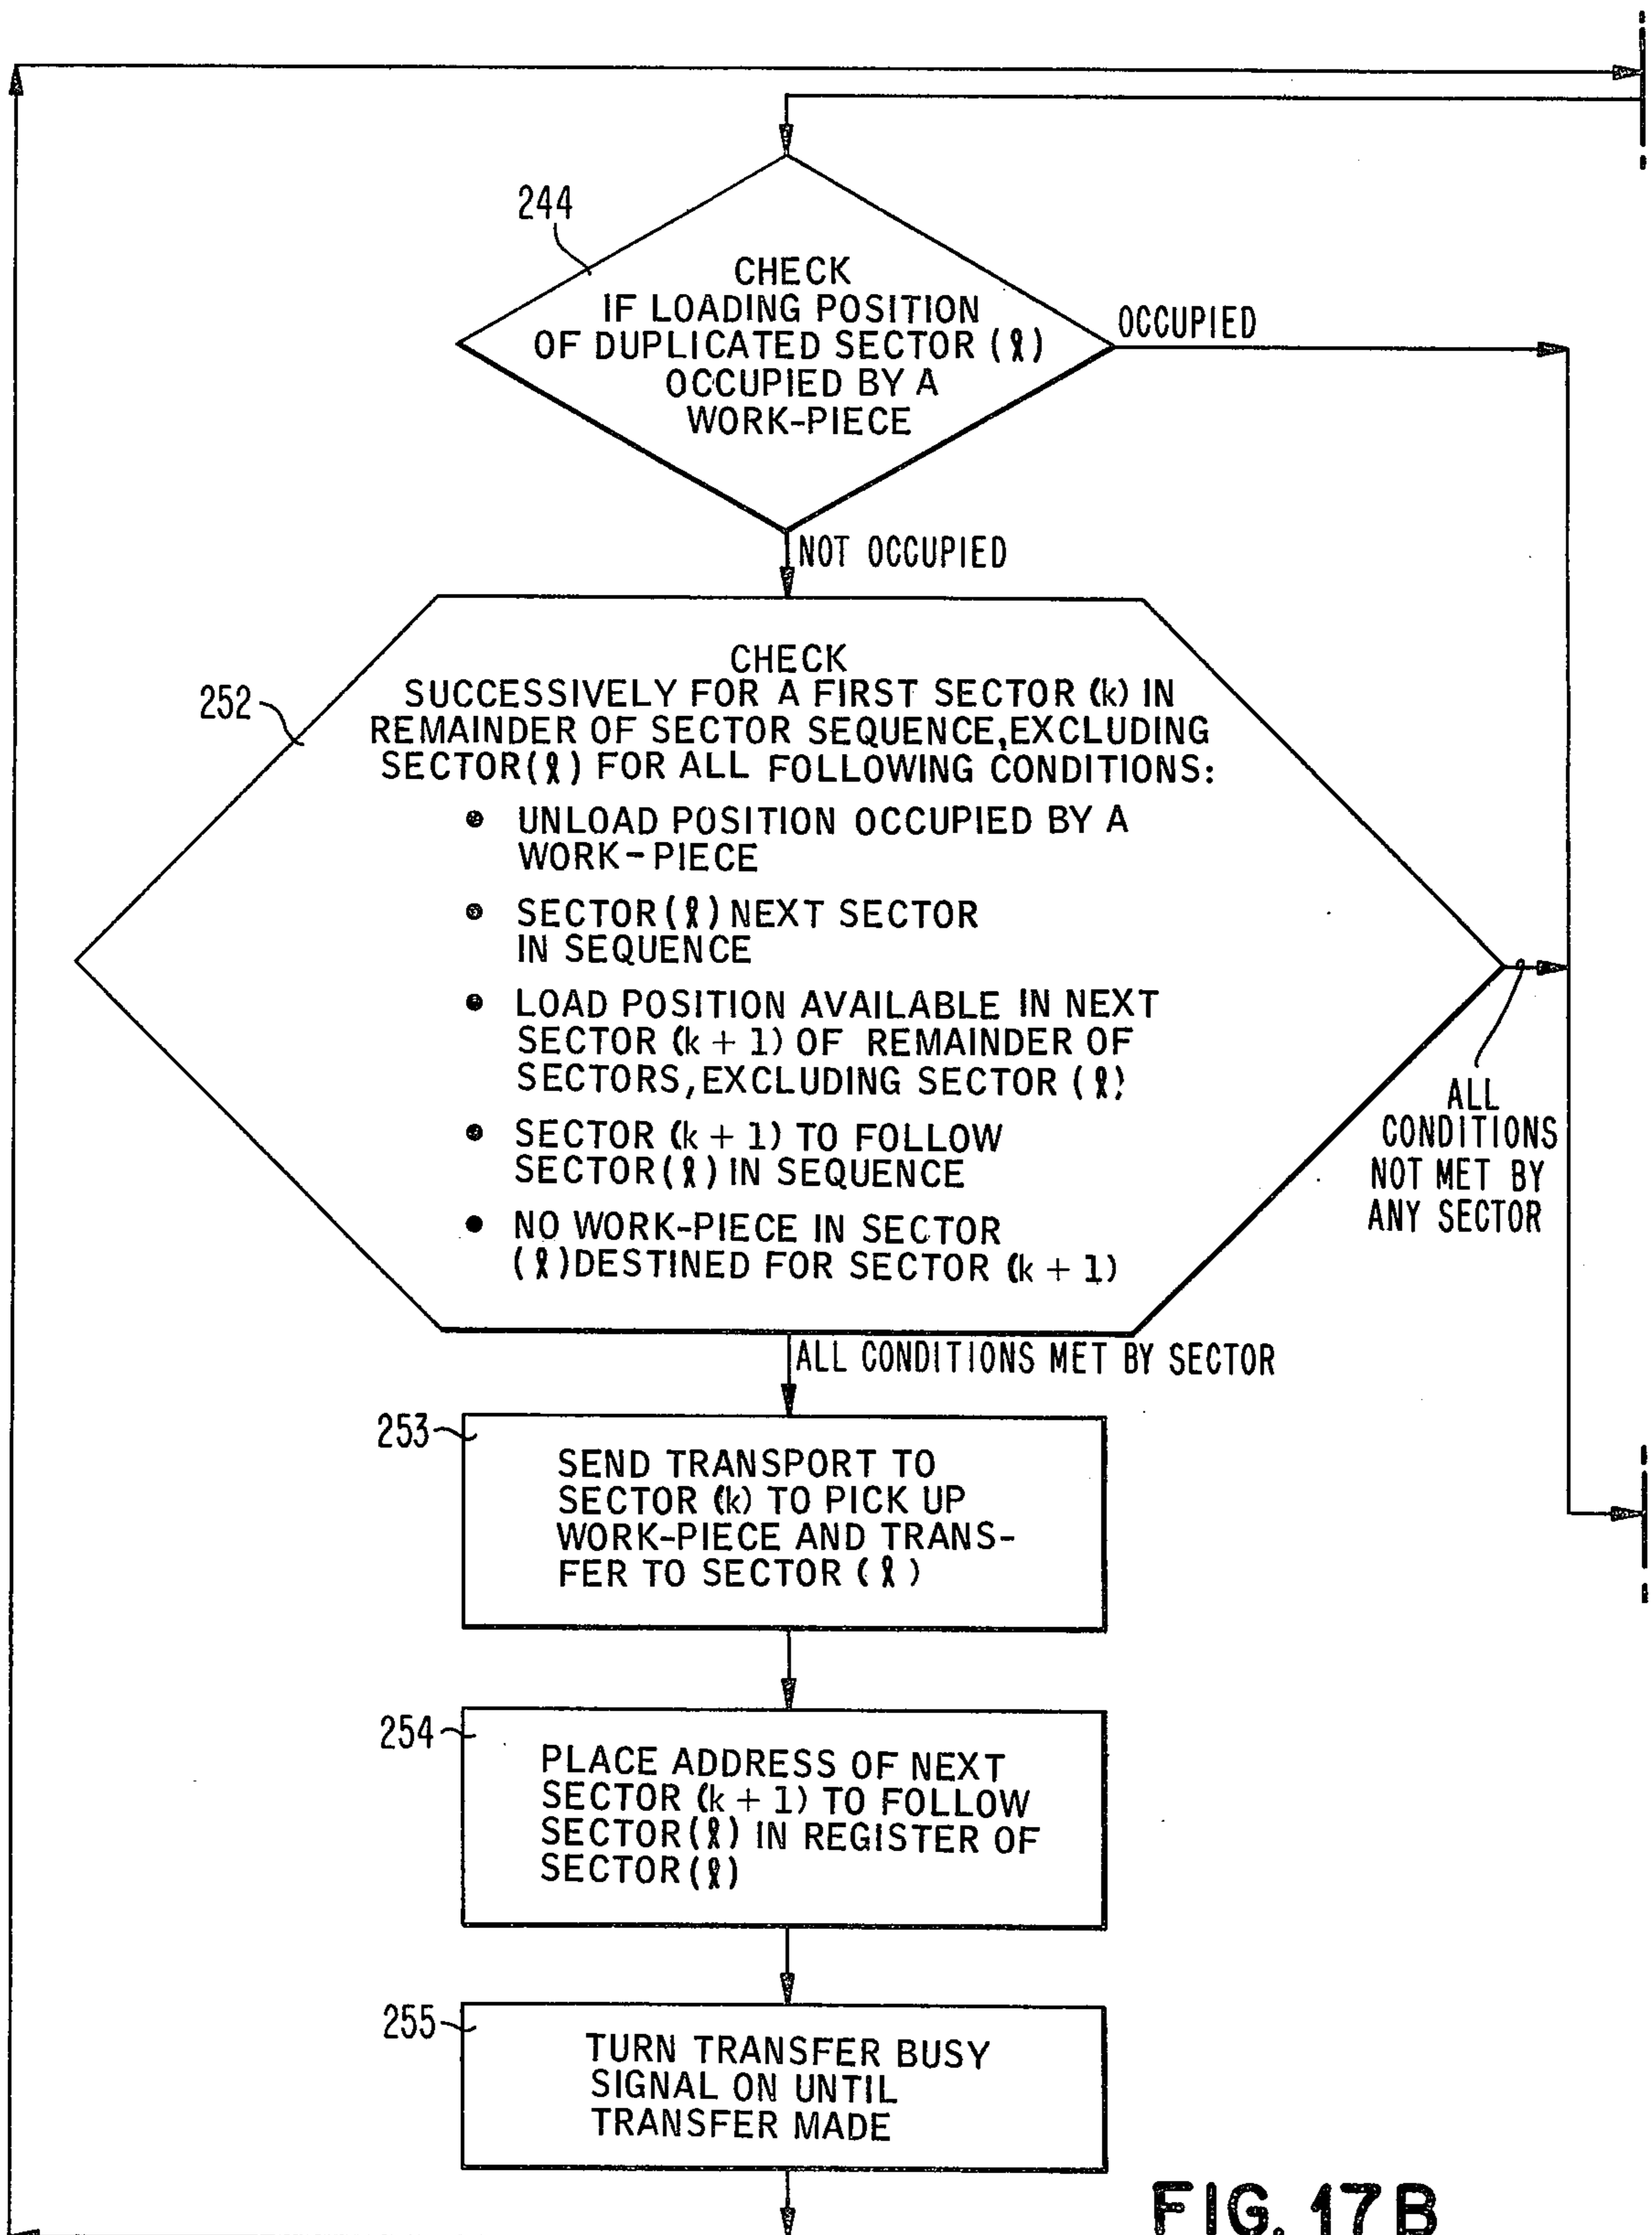 244
CHECK
IF LOADING POSITION
OF DUPLICATED SECTOR (ℓ)
OCCUPIED BY A
WORK-PIECE
OCCUPIED
NOT OCCUPIED
252
CHECK
SUCCESSIVELY FOR A FIRST SECTOR (k) IN
REMAINDER OF SECTOR SEQUENCE, EXCLUDING
SECTOR (ℓ) FOR ALL FOLLOWING CONDITIONS:
• UNLOAD POSITION OCCUPIED BY A
WORK-PIECE
• SECTOR (ℓ) NEXT SECTOR
IN SEQUENCE
• LOAD POSITION AVAILABLE IN NEXT
SECTOR (k + 1) OF REMAINDER OF
SECTORS, EXCLUDING SECTOR (ℓ)
• SECTOR (k + 1) TO FOLLOW
SECTOR (ℓ) IN SEQUENCE
• NO WORK-PIECE IN SECTOR
(ℓ) DESTINED FOR SECTOR (k + 1)
ALL
CONDITIONS
NOT MET BY
ANY SECTOR
ALL CONDITIONS MET BY SECTOR
253
SEND TRANSPORT TO
SECTOR (k) TO PICK UP
WORK-PIECE AND TRANS-
FER TO SECTOR (ℓ)
254
PLACE ADDRESS OF NEXT
SECTOR (k + 1) TO FOLLOW
SECTOR (ℓ) IN REGISTER OF
SECTOR (ℓ)
255
TURN TRANSFER BUSY
SIGNAL ON UNTIL
TRANSFER MADE
FIG. 17B